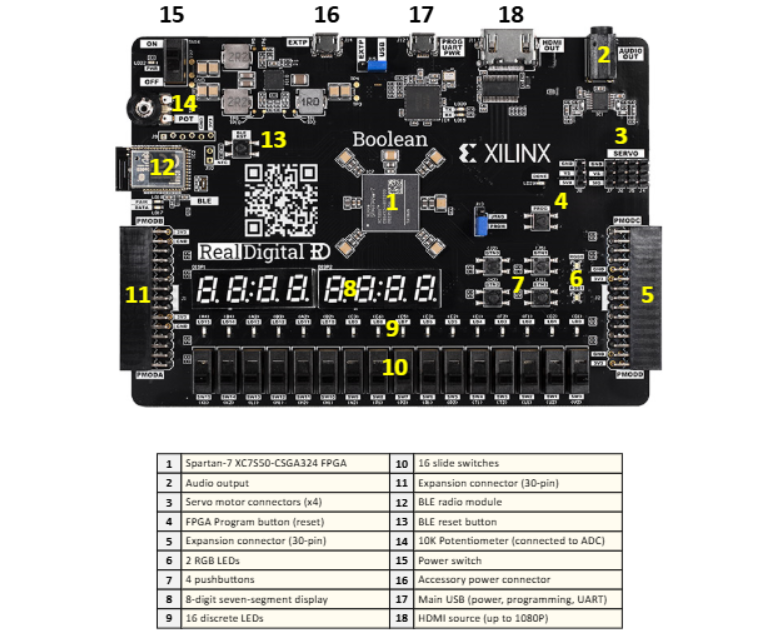 15 16 17 18
ON
OFF
EXTP
EXTP
USB
PROG
UART
PWR
HDMI
OUT
2
AUDIO
OUT
2R2
2R2
1R0
14
POT
13
12
BLE
Boolean
XILINX
3
SERVO
1
4
PROG
PMODB
PMODC
RealDigital
11
8
7
6
5
9
10
PMODA
PMODD
1 Spartan-7 XC7S50-CSGA324 FPGA 10 16 slide switches
2 Audio output 11 Expansion connector (30-pin)
3 Servo motor connectors (x4) 12 BLE radio module
4 FPGA Program button (reset) 13 BLE reset button
5 Expansion connector (30-pin) 14 10K Potentiometer (connected to ADC)
6 2 RGB LEDs 15 Power switch
7 4 pushbuttons 16 Accessory power connector
8 8-digit seven-segment display 17 Main USB (power, programming, UART)
9 16 discrete LEDs 18 HDMI source (up to 1080P)